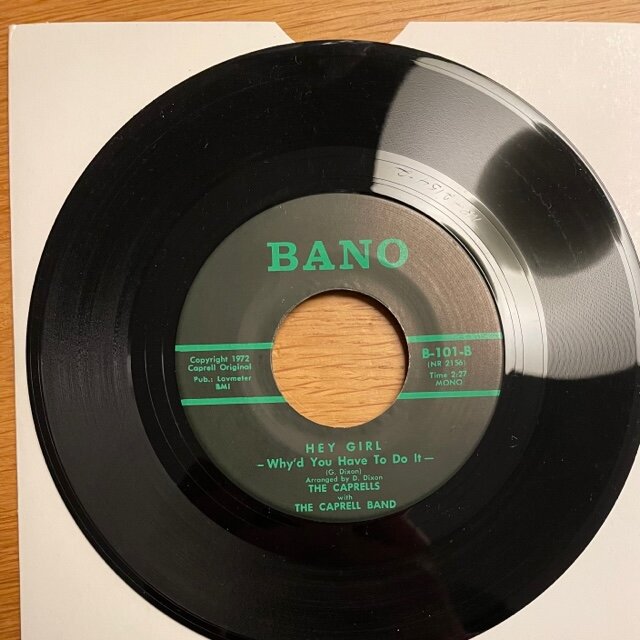 BANO
Copyright 1972
Caprell Original
Pub.: Lavmeter
BMI
B-101-B
(NR 2156)
Time 2:27
MONO
HEY GIRL
-Why'd You Have To Do It-
(G. Dixon)
Arranged by D. Dixon
THE CAPRELLS
with
THE CAPRELL BAND